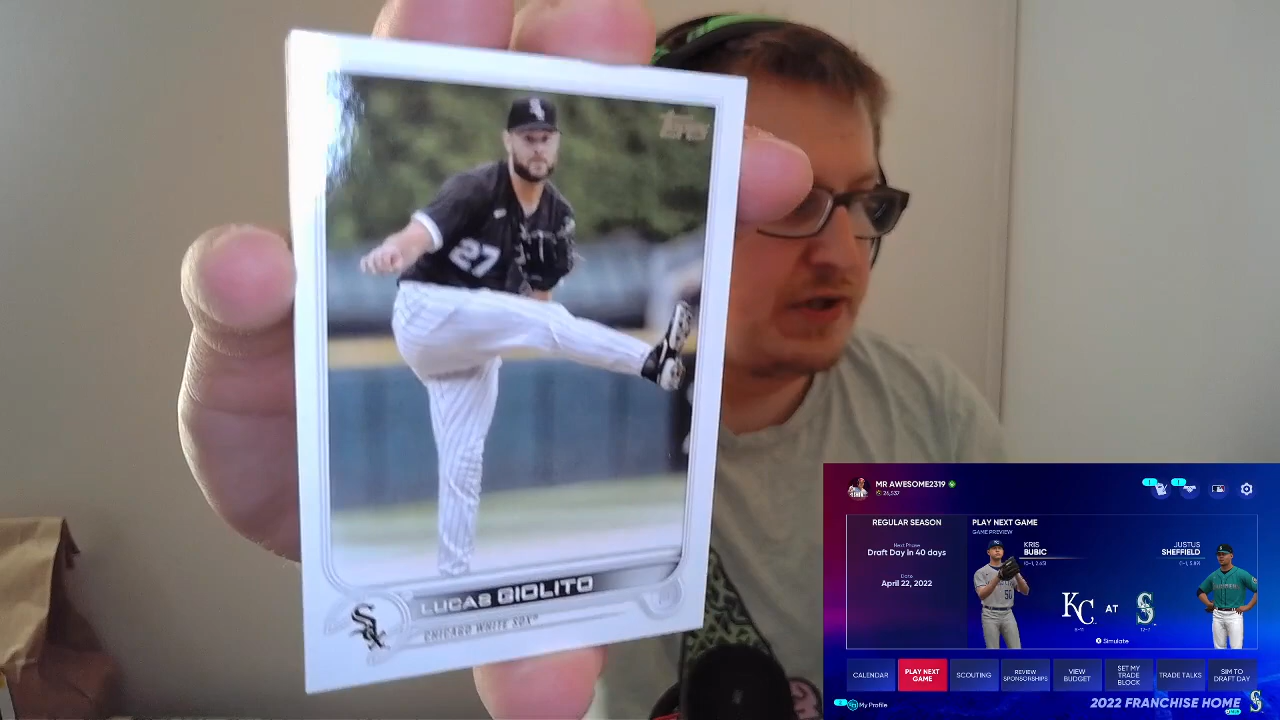 Topps
27
LUCAS GIOLITO
CHICAGO WHITE SOX
MR AWESOME2319
26,537
REGULAR SEASON
Next Phase
Draft Day in 40 days
Date
April 22, 2022
PLAY NEXT GAME
GAME PREVIEW
KRIS
BUBIC
JUSTUS
SHEFFIELD
50
KC AT S
Simulate
CALENDAR
PLAY NEXT
GAME
SCOUTING
REVIEW
SPONSORSHIPS
VIEW
BUDGET
SET MY
TRADE
BLOCK
TRADE TALKS
SIM TO
DRAFT DAY
My Profile
2022 FRANCHISE HOME